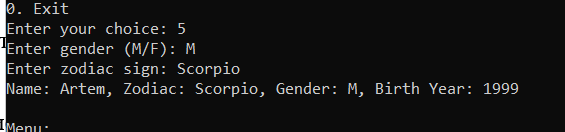 0. Exit
Enter your choice: 5
Enter gender (M/F): M
Enter zodiac sign: Scorpio
Name: Artem, Zodiac: Scorpio, Gender: M, Birth Year: 1999
Menu: